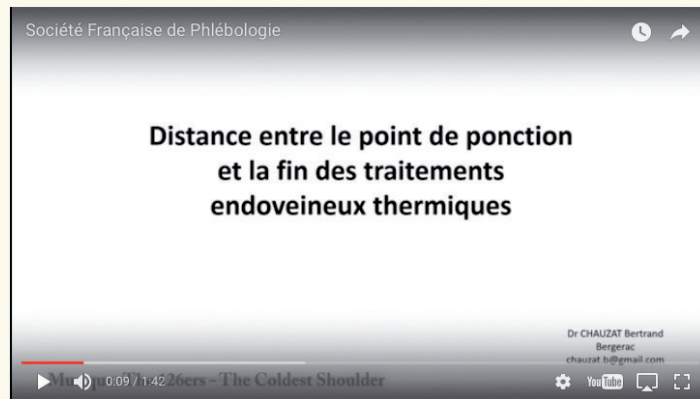 Société Française de Phlébologie
Distance entre le point de ponction
et la fin des traitements
endoveineux thermiques
Dr CHAUZAT Bertrand
Bergerac
chauzat.b@gmail.com
0:09 / 1:42
26ers - The Coldest Shoulder
YouTube